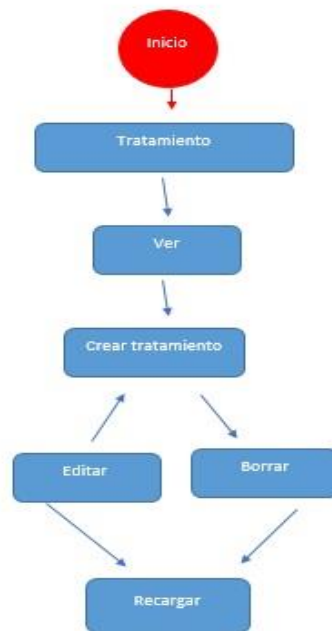 Inicio
Tratamiento
Ver
Crear tratamiento
Editar
Borrar
Recargar